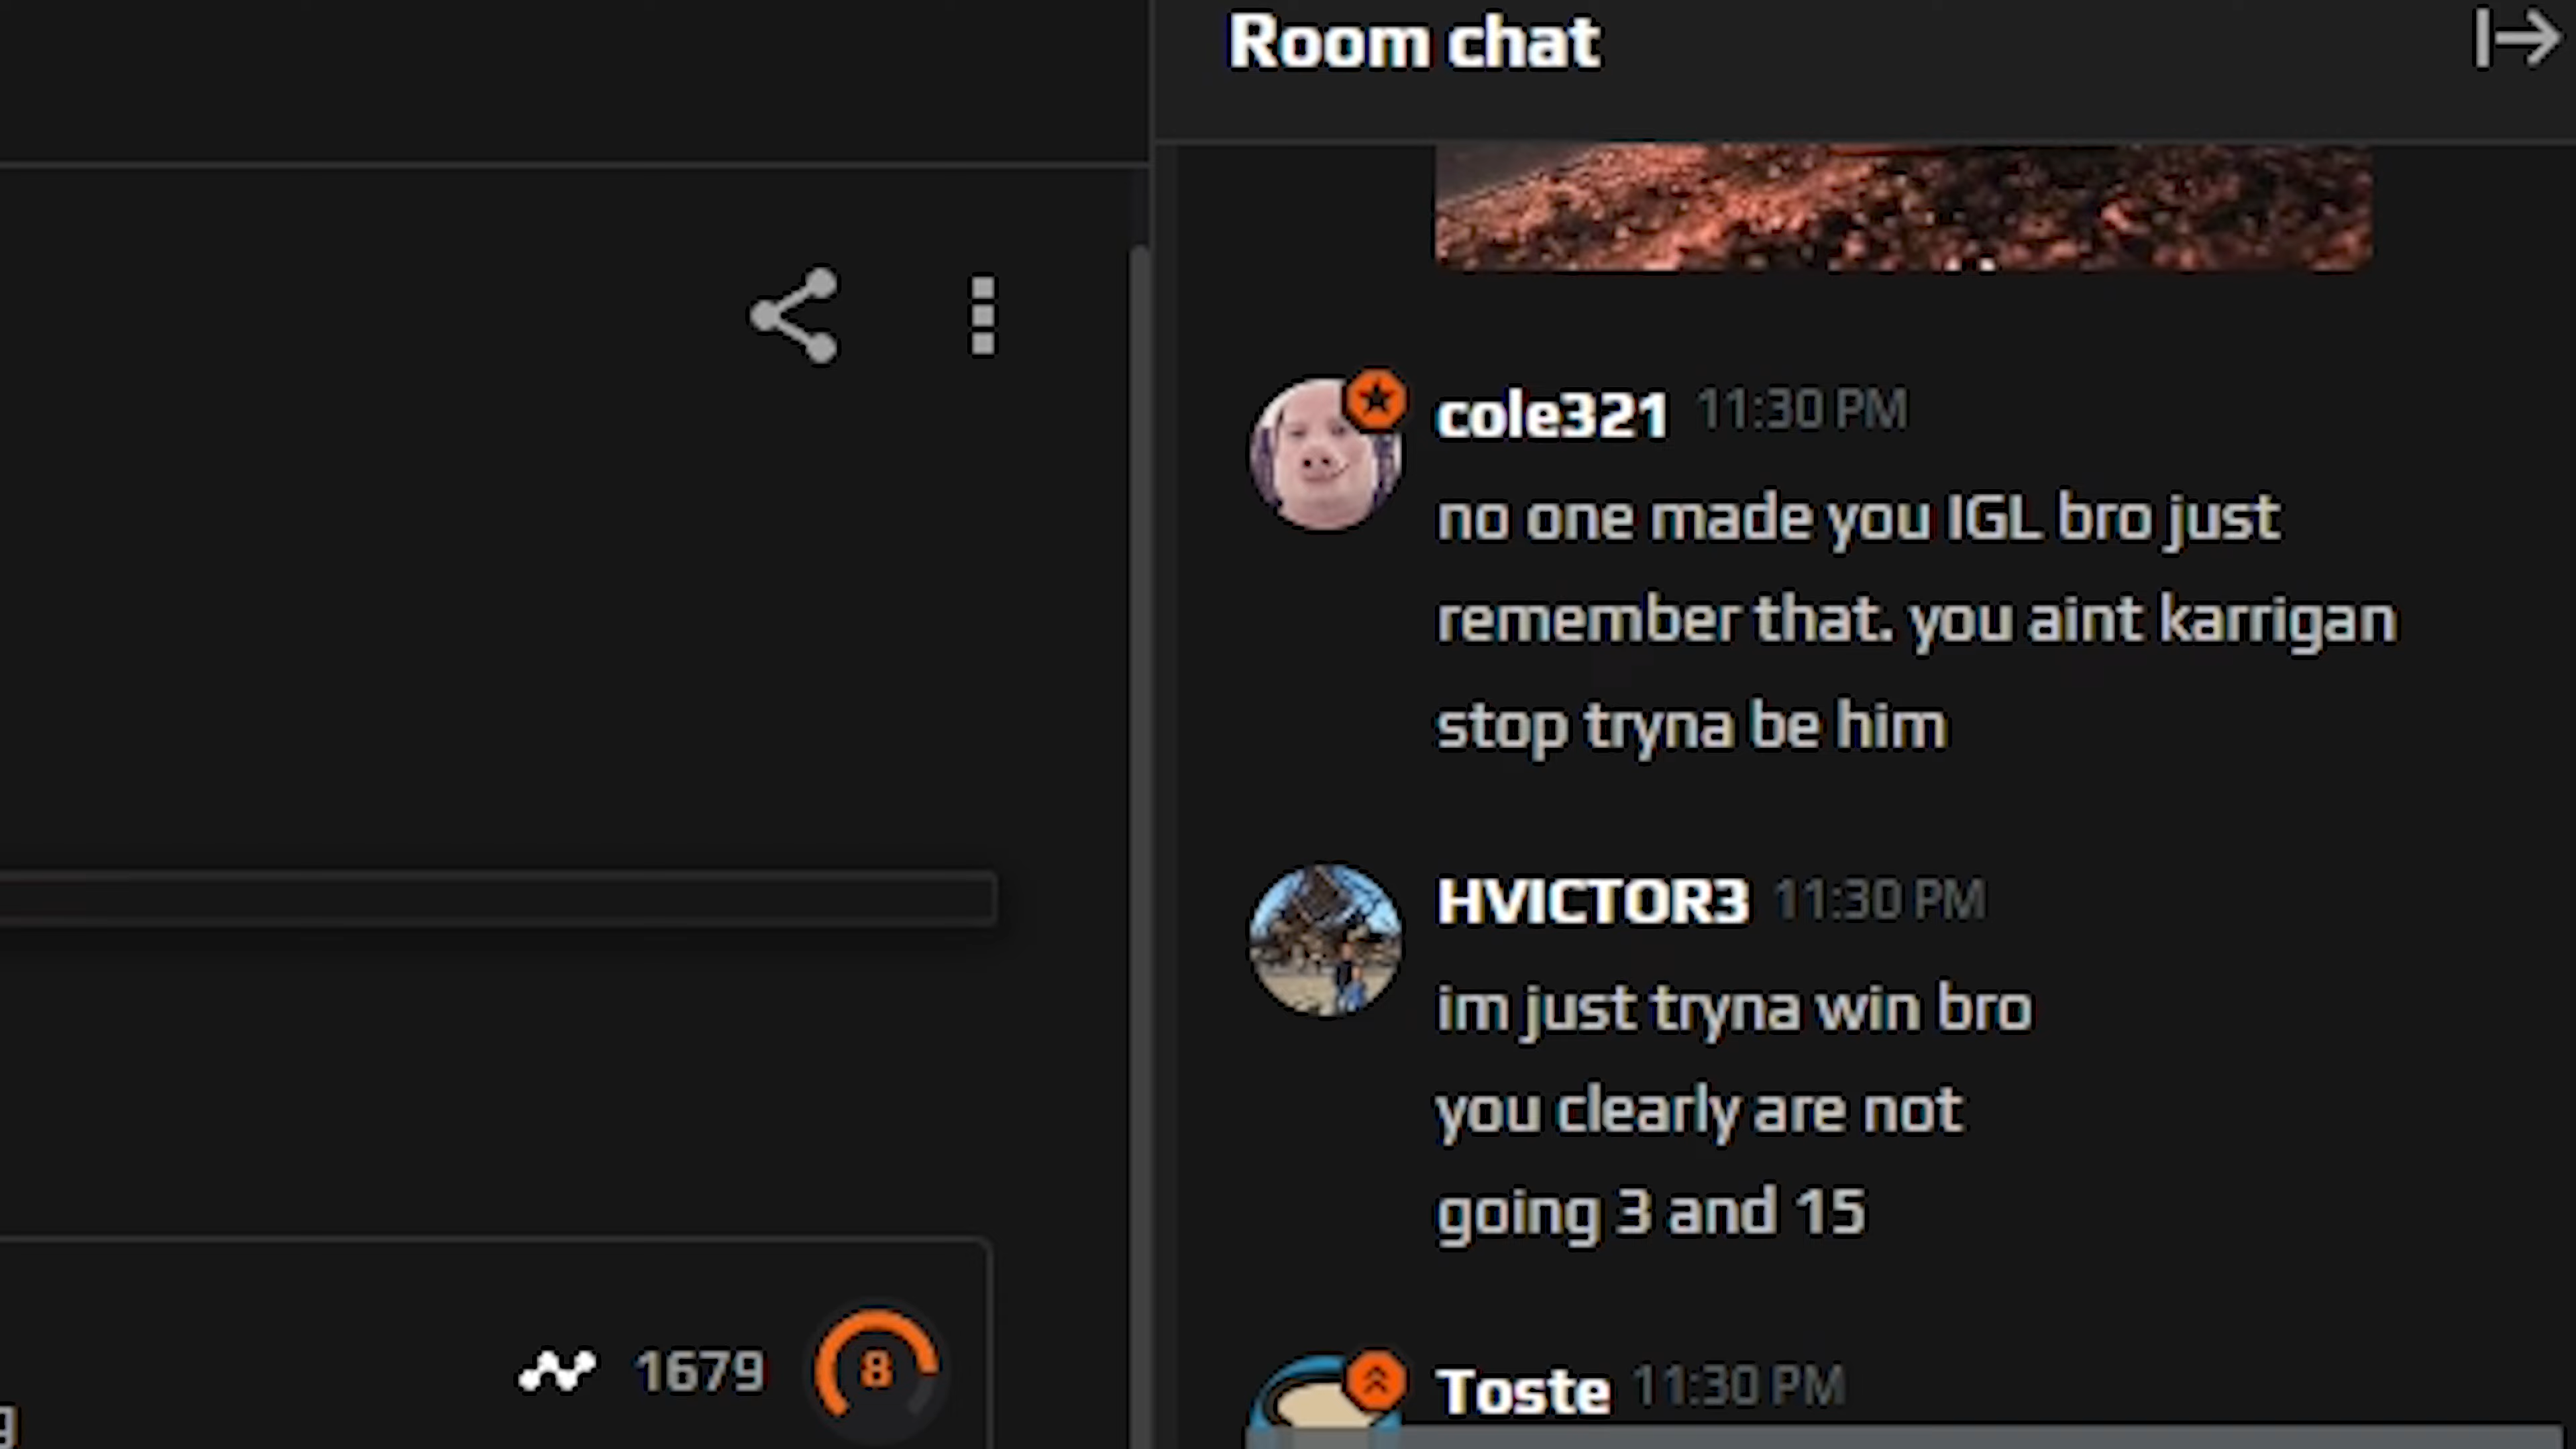 Room chat
cole321 11:30 PM
no one made you IGL bro just
remember that. you aint karrigan
stop tryna be him
HVICTOR3 11:30 PM
im just tryna win bro
you clearly are not
going 3 and 15
1679 8
Toste 11:30 PM